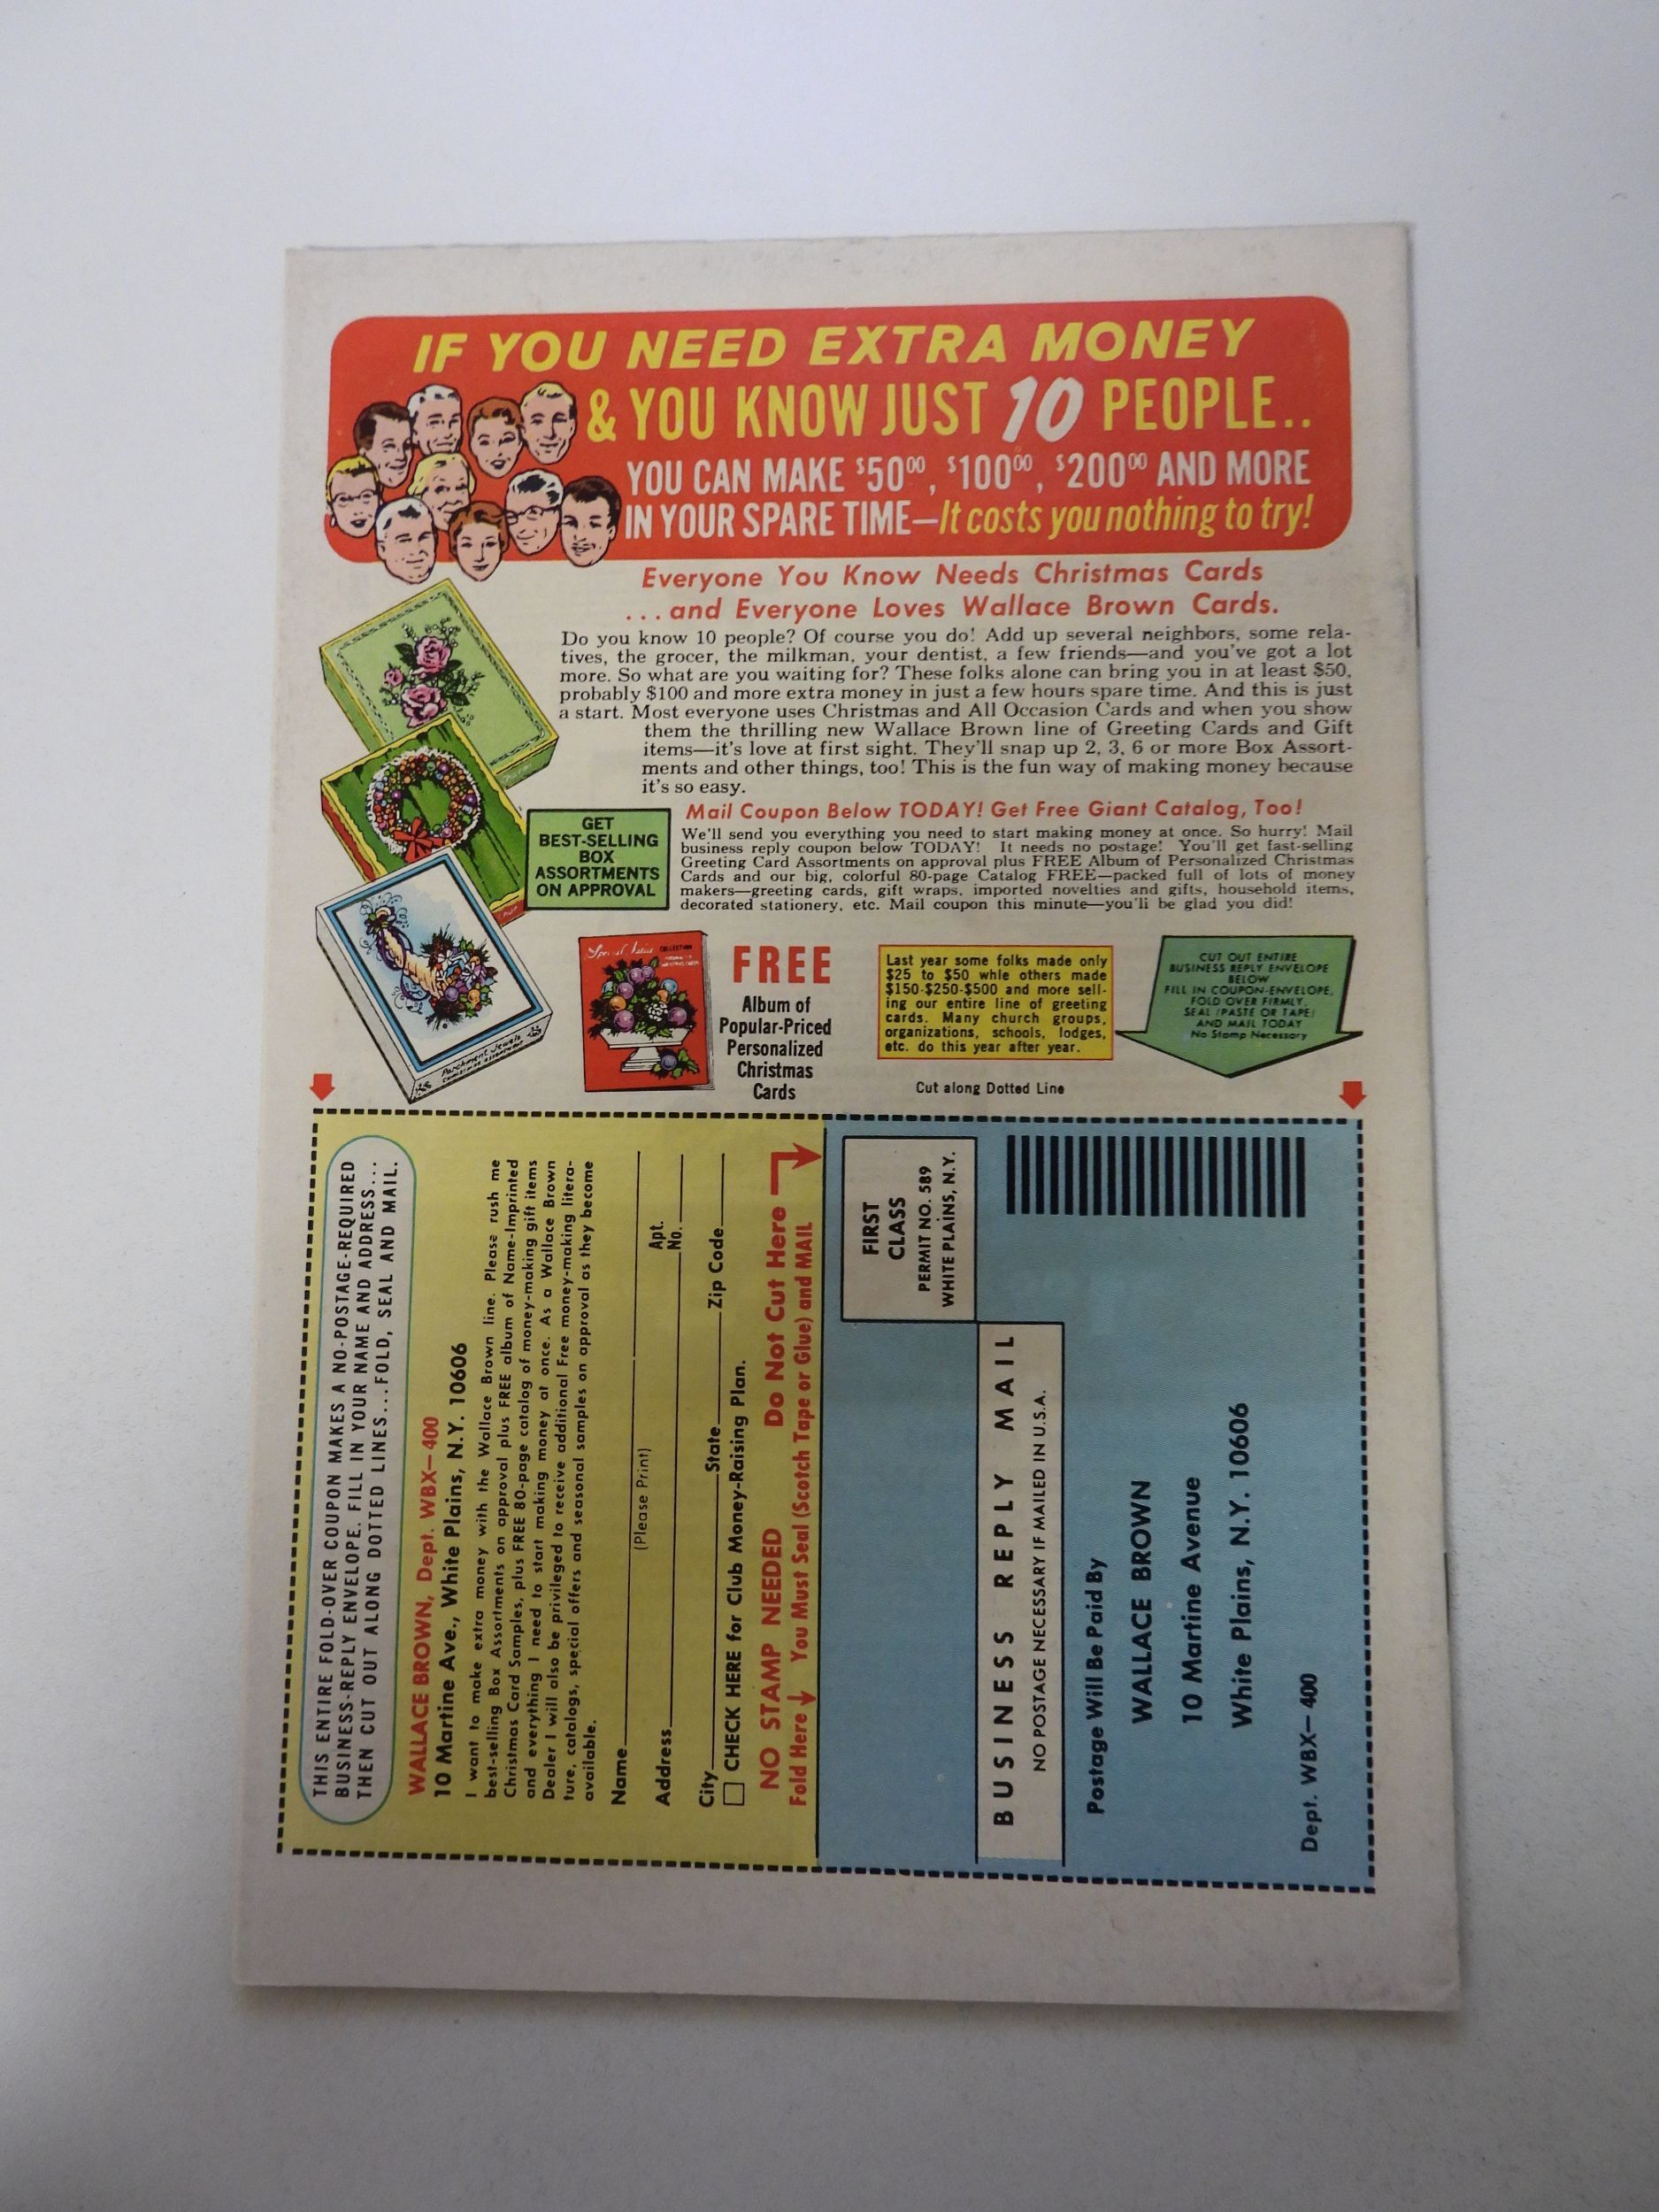 IF YOU NEED EXTRA MONEY
& YOU KNOW JUST 10 PEOPLE..
YOU CAN MAKE $50⁰⁰, $100⁰⁰, $200⁰⁰ AND MORE
IN YOUR SPARE TIME—It costs you nothing to try!
Everyone You Know Needs Christmas Cards
...and Everyone Loves Wallace Brown Cards.
Do you know 10 people? Of course you do! Add up several neighbors, some rela-
tives, the grocer, the milkman, your dentist, a few friends—and you've got a lot
more. So what are you waiting for? These folks alone can bring you in at least $50,
probably $100 and more extra money in just a few hours spare time. And this is just
a start. Most everyone uses Christmas and All Occasion Cards and when you show
them the thrilling new Wallace Brown line of Greeting Cards and Gift
items—it's love at first sight. They'll snap up 2, 3, 6 or more Box Assort-
ments and other things, too! This is the fun way of making money because
it's so easy.
GET
BEST-SELLING
BOX
ASSORTMENTS
ON APPROVAL
Mail Coupon Below TODAY! Get Free Giant Catalog, Too!
We'll send you everything you need to start making money at once. So hurry! Mail
business reply coupon below TODAY! It needs no postage! You'll get fast-selling
Greeting Card Assortments on approval plus FREE Album of Personalized Christmas
Cards and our big, colorful 80-page Catalog FREE—packed full of lots of money
makers—greeting cards, gift wraps, imported novelties and gifts, household items,
decorated stationery, etc. Mail coupon this minute—you'll be glad you did!
Parchment Jewels
Special Value COLLECTION
FREE
Album of
Popular-Priced
Personalized
Christmas
Cards
Last year some folks made only
$25 to $50 whle others made
$150-$250-$500 and more sell-
ing our entire line of greeting
cards. Many church groups,
organizations, schools, lodges,
etc. do this year after year.
CUT OUT ENTIRE
BUSINESS REPLY ENVELOPE
BELOW
FILL IN COUPON-ENVELOPE,
FOLD OVER FIRMLY,
SEAL (PASTE OR TAPE)
AND MAIL TODAY
No Stamp Necessary
Cut along Dotted Line
THIS ENTIRE FOLD-OVER COUPON MAKES A NO-POSTAGE-REQUIRED
BUSINESS-REPLY ENVELOPE. FILL IN YOUR NAME AND ADDRESS...
THEN CUT OUT ALONG DOTTED LINES...FOLD, SEAL AND MAIL.
WALLACE BROWN, Dept. WBX—400
10 Martine Ave., White Plains, N.Y. 10606
I want to make extra money with the Wallace Brown line. Please rush me
best-selling Box Assortments on approval plus FREE album of Name-Imprinted
Christmas Card Samples, plus FREE 80-page catalog of money-making gift items
and everything I need to start making money at once. As a Wallace Brown
Dealer I will also be privileged to receive additional Free money-making litera-
ture, catalogs, special offers and seasonal samples on approval as they become
available.
Name
(Please Print)
Address Apt. No.
City State Zip Code
CHECK HERE for Club Money-Raising Plan.
NO STAMP NEEDED Do Not Cut Here
Fold Here You Must Seal (Scotch Tape or Glue) and MAIL
FIRST
CLASS
PERMIT NO. 589
WHITE PLAINS, N.Y.
BUSINESS REPLY MAIL
NO POSTAGE NECESSARY IF MAILED IN U.S.A.
Postage Will Be Paid By
WALLACE BROWN
10 Martine Avenue
White Plains, N.Y. 10606
Dept. WBX—400